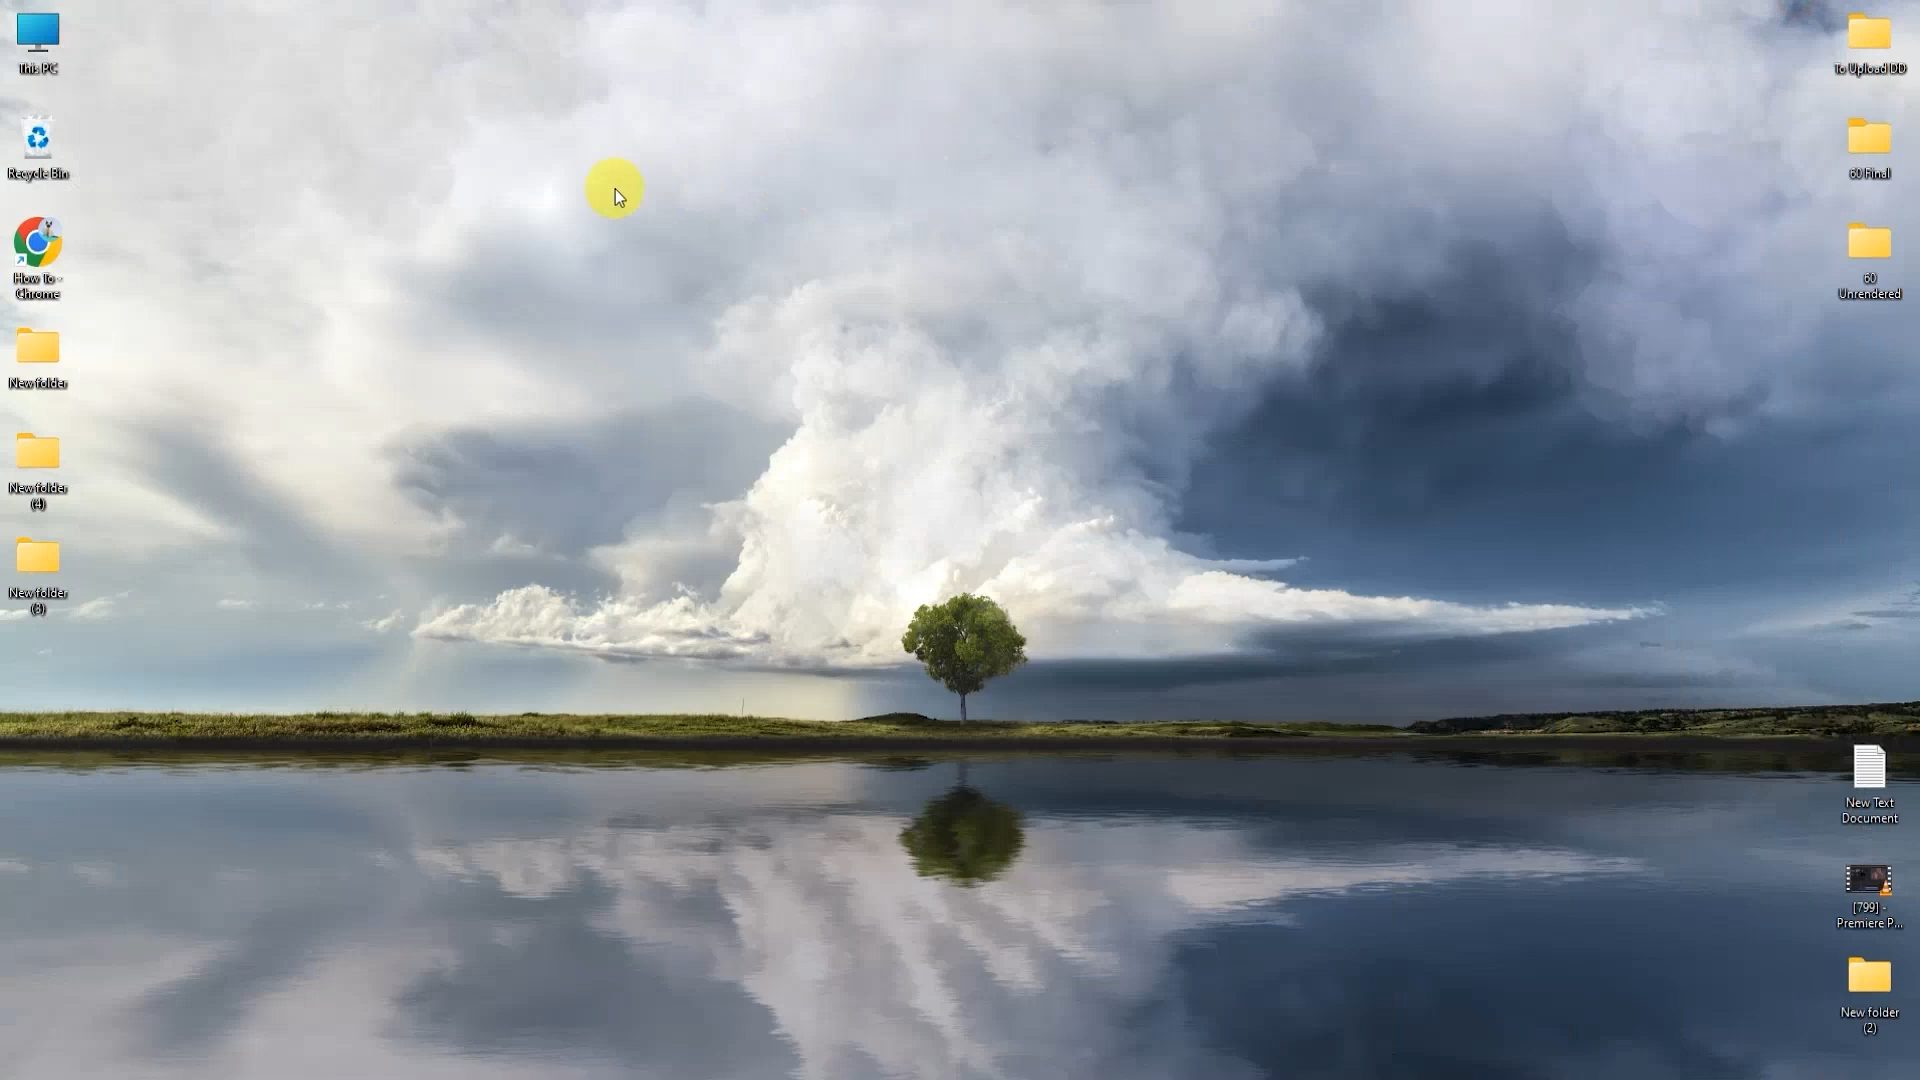 This PC
Recycle Bin
How To -
Chrome
New folder
New folder
(4)
New folder
(3)
To Upload DD
60 Final
60
Unrendered
New Text
Document
[799] -
Premiere P...
New folder
(2)